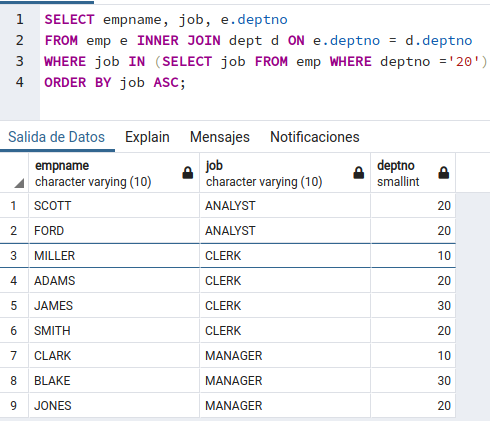 1 SELECT empname, job, e.deptno
2 FROM emp e INNER JOIN dept d ON e.deptno = d.deptno
3 WHERE job IN (SELECT job FROM emp WHERE deptno ='20')
4 ORDER BY job ASC;
Salida de Datos Explain Mensajes Notificaciones
empname job deptno
character varying (10) character varying (10) smallint
1 SCOTT ANALYST 20
2 FORD ANALYST 20
3 MILLER CLERK 10
4 ADAMS CLERK 20
5 JAMES CLERK 30
6 SMITH CLERK 20
7 CLARK MANAGER 10
8 BLAKE MANAGER 30
9 JONES MANAGER 20